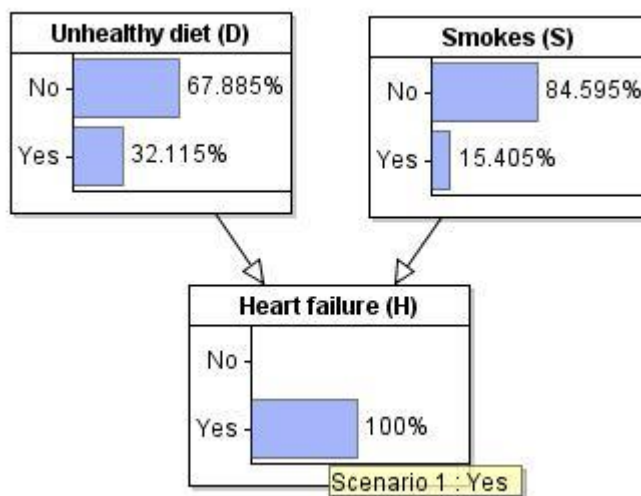 Unhealthy diet (D)
No 67.885%
Yes 32.115%
Smokes (S)
No 84.595%
Yes 15.405%
Heart failure (H)
No
Yes 100%
Scenario 1 : Yes